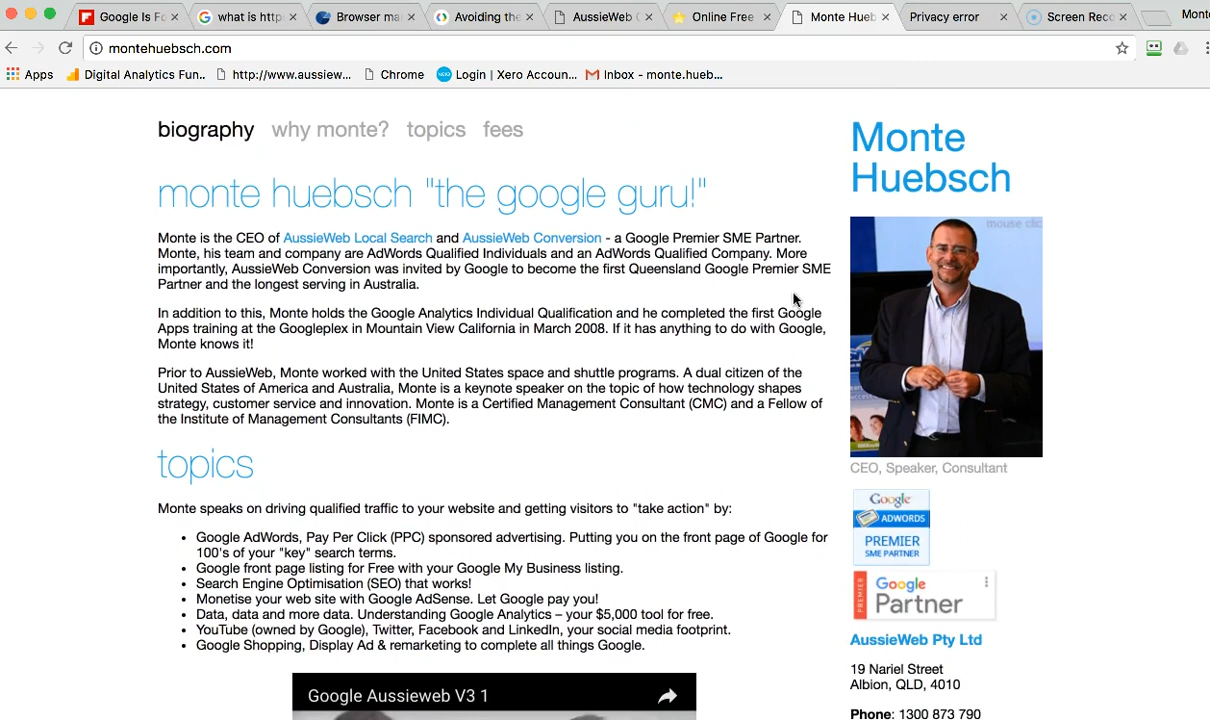 Google Is Fo
what is http
Browser ma
Avoiding the
AussieWeb C
Online Free
Monte Hueb
Privacy error
Screen Reco
Monto
montehuebsch.com
Apps
Digital Analytics Fun..
http://www.aussiew...
Chrome
Login | Xero Accoun...
Inbox - monte.hueb...
biography
why monte?
topics
fees
monte huebsch "the google guru!"
Monte is the CEO of AussieWeb Local Search and AussieWeb Conversion - a Google Premier SME Partner.
Monte, his team and company are AdWords Qualified Individuals and an AdWords Qualified Company. More
importantly, AussieWeb Conversion was invited by Google to become the first Queensland Google Premier SME
Partner and the longest serving in Australia.
In addition to this, Monte holds the Google Analytics Individual Qualification and he completed the first Google
Apps training at the Googleplex in Mountain View California in March 2008. If it has anything to do with Google,
Monte knows it!
Prior to AussieWeb, Monte worked with the United States space and shuttle programs. A dual citizen of the
United States of America and Australia, Monte is a keynote speaker on the topic of how technology shapes
strategy, customer service and innovation. Monte is a Certified Management Consultant (CMC) and a Fellow of
the Institute of Management Consultants (FIMC).
topics
Monte speaks on driving qualified traffic to your website and getting visitors to "take action" by:
• Google AdWords, Pay Per Click (PPC) sponsored advertising. Putting you on the front page of Google for
100's of your "key" search terms.
• Google front page listing for Free with your Google My Business listing.
• Search Engine Optimisation (SEO) that works!
• Monetise your web site with Google AdSense. Let Google pay you!
• Data, data and more data. Understanding Google Analytics – your $5,000 tool for free.
• YouTube (owned by Google), Twitter, Facebook and LinkedIn, your social media footprint.
• Google Shopping, Display Ad & remarketing to complete all things Google.
Google Aussieweb V3 1
Monte
Huebsch
mouse clic
CEO, Speaker, Consultant
Google
ADWORDS
PREMIER
SME PARTNER
PREMIER
Google
Partner
AussieWeb Pty Ltd
19 Nariel Street
Albion, QLD, 4010
Phone: 1300 873 790